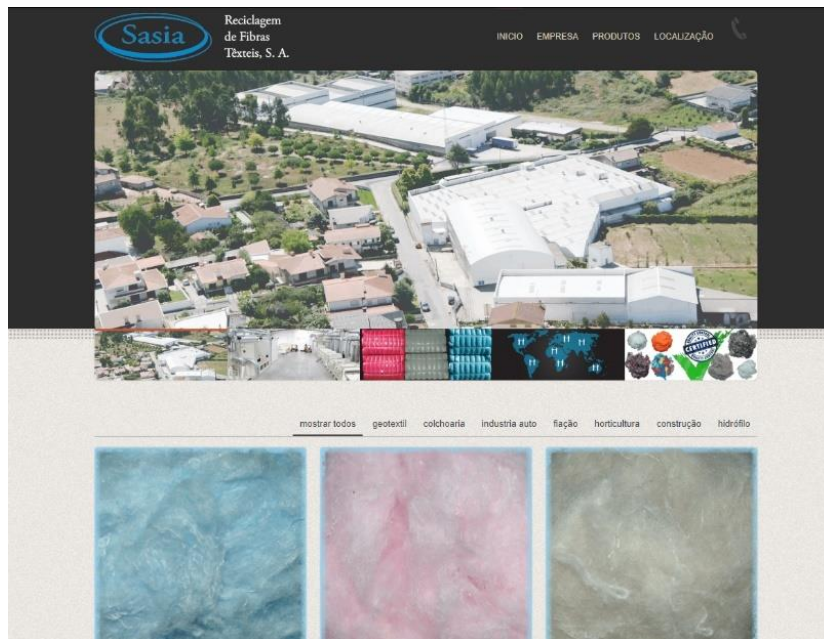 Sasia
Reciclagem
de Fibras
Têxteis, S. A.
INICIO EMPRESA PRODUTOS LOCALIZAÇÃO
CERTIFIED
mostrar todos geotextil colchoaria industria auto fiação horticultura construção hidrófilo